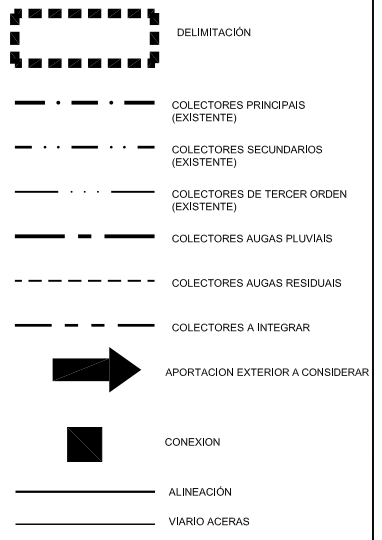 DELIMITACIÓN
COLECTORES PRINCIPAIS
(EXISTENTE)
COLECTORES SECUNDARIOS
(EXISTENTE)
COLECTORES DE TERCER ORDEN
(EXISTENTE)
COLECTORES AUGAS PLUVIAIS
COLECTORES AUGAS RESIDUAIS
COLECTORES A INTEGRAR
APORTACION EXTERIOR A CONSIDERAR
CONEXION
ALINEACIÓN
VIARIO ACERAS